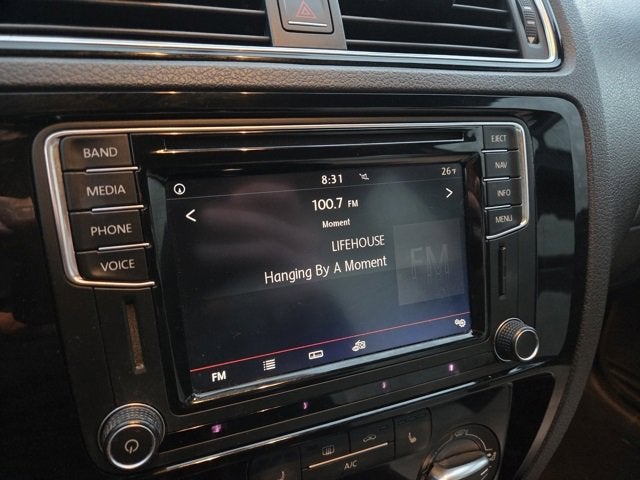 BAND
MEDIA
PHONE
VOICE
EJECT
NAV
INFO
MENU
8:31
26°F
100.7 FM
Moment
LIFEHOUSE
Hanging By A Moment
FM
FM
A/C